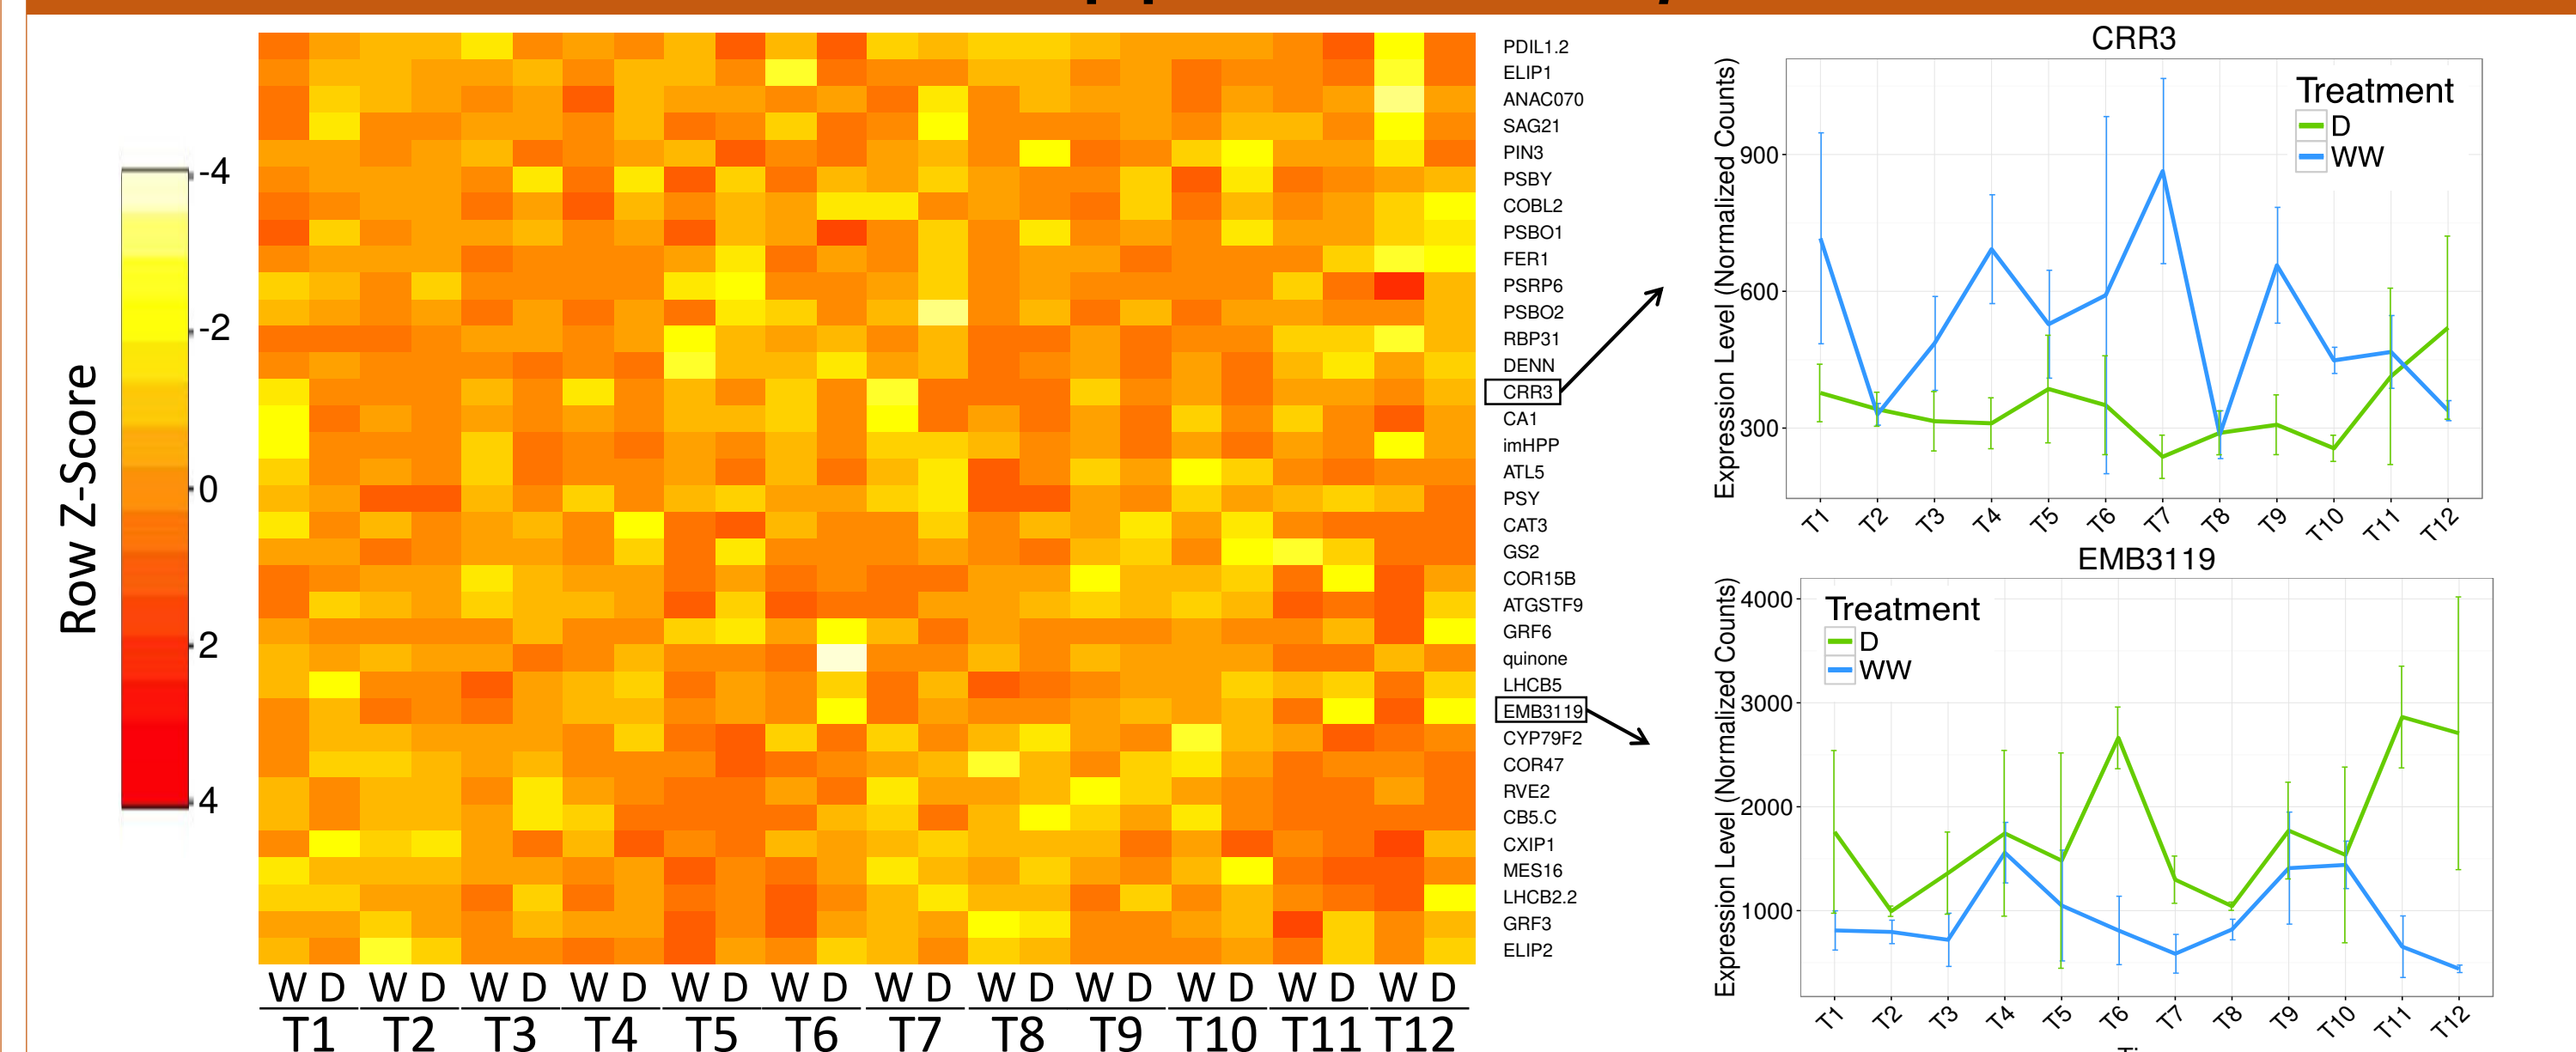 Row Z-Score
-4
-2
0
2
4
PDIL1.2
ELIP1
ANAC070
SAG21
PIN3
PSBY
COBL2
PSBO1
FER1
PSRP6
PSBO2
RBP31
DENN
CRR3
CA1
imHPP
ATL5
PSY
CAT3
GS2
COR15B
ATGSTF9
GRF6
quinone
LHCB5
EMB3119
CYP79F2
COR47
RVE2
CB5.C
CXIP1
MES16
LHCB2.2
GRF3
ELIP2
W D W D W D W D W D W D W D W D W D W D W D W D
T1 T2 T3 T4 T5 T6 T7 T8 T9 T10 T11 T12
CRR3
Expression Level (Normalized Counts)
900
600
300
Treatment
D
WW
T1 T2 T3 T4 T5 T6 T7 T8 T9 T10 T11 T12
EMB3119
Expression Level (Normalized Counts)
4000
3000
2000
1000
Treatment
D
WW
T1 T2 T3 T4 T5 T6 T7 T8 T9 T10 T11 T12